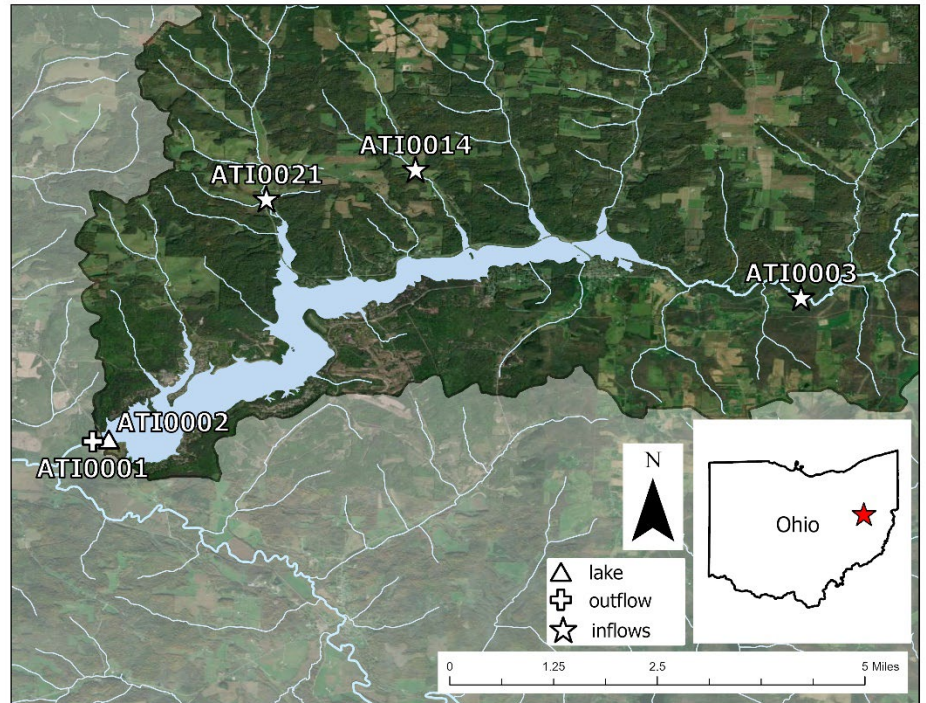 ATI0014
ATI0021
ATI0003
ATI0002
ATI0001
N
Ohio
lake
outflow
inflows
0 1.25 2.5 5 Miles